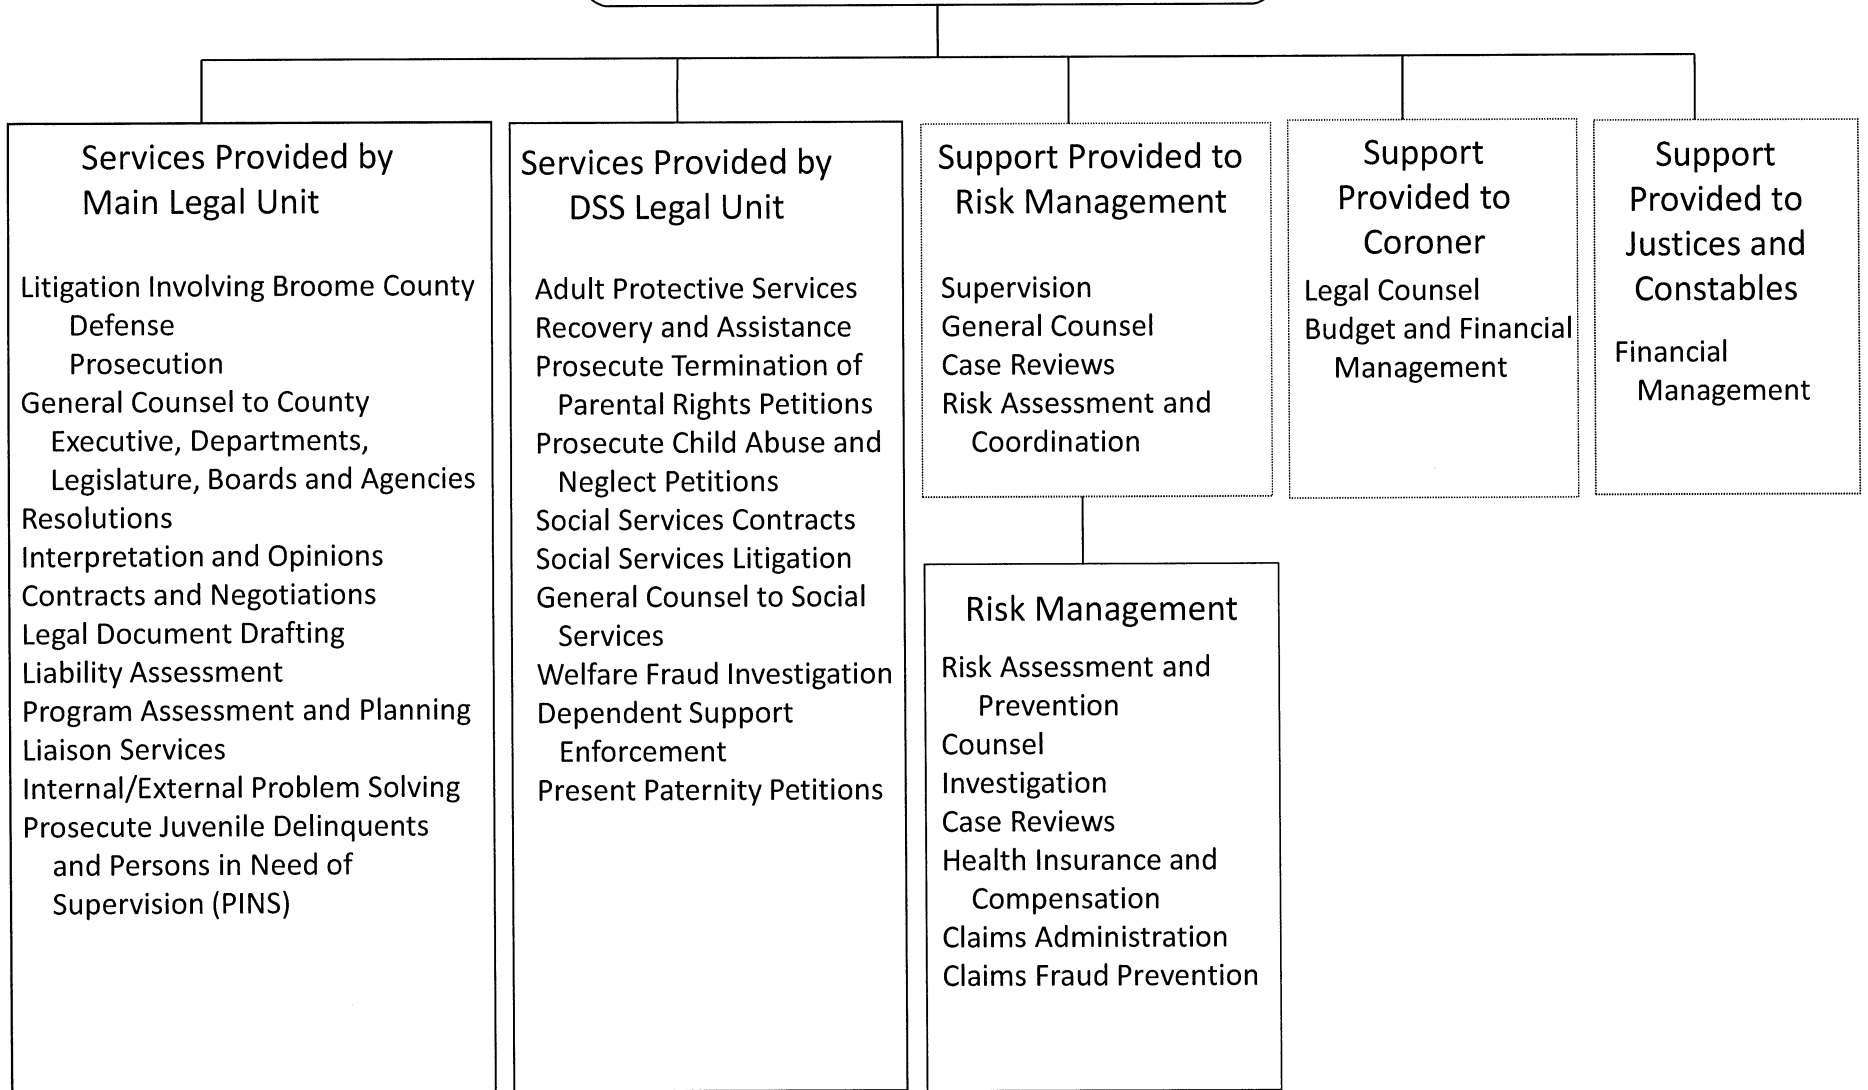 Services Provided by
Main Legal Unit
Litigation Involving Broome County
Defense
Prosecution
General Counsel to County
Executive, Departments,
Legislature, Boards and Agencies
Resolutions
Interpretation and Opinions
Contracts and Negotiations
Legal Document Drafting
Liability Assessment
Program Assessment and Planning
Liaison Services
Internal/External Problem Solving
Prosecute Juvenile Delinquents
and Persons in Need of
Supervision (PINS)
Services Provided by
DSS Legal Unit
Adult Protective Services
Recovery and Assistance
Prosecute Termination of
Parental Rights Petitions
Prosecute Child Abuse and
Neglect Petitions
Social Services Contracts
Social Services Litigation
General Counsel to Social
Services
Welfare Fraud Investigation
Dependent Support
Enforcement
Present Paternity Petitions
Support Provided to
Risk Management
Supervision
General Counsel
Case Reviews
Risk Assessment and
Coordination
Risk Management
Risk Assessment and
Prevention
Counsel
Investigation
Case Reviews
Health Insurance and
Compensation
Claims Administration
Claims Fraud Prevention
Support
Provided to
Coroner
Legal Counsel
Budget and Financial
Management
Support
Provided to
Justices and
Constables
Financial
Management